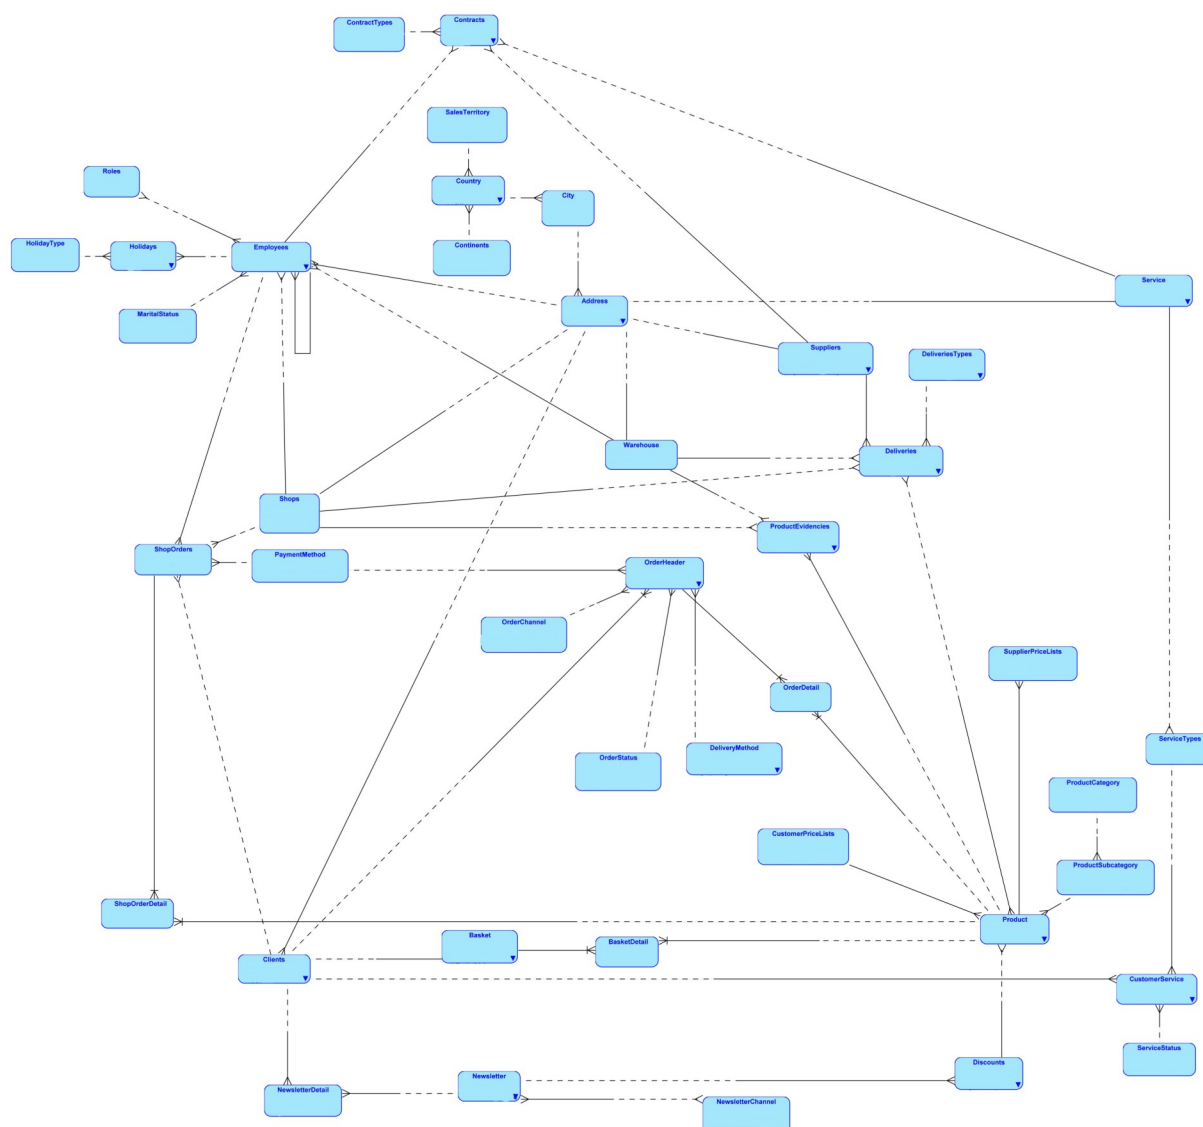 ContractTypes
Contracts
SalesTerritory
Roles
Country
City
HolidayType
Holidays
Employees
Continents
Service
MaritalStatus
Address
Suppliers
DeliveriesTypes
Warehouse
Deliveries
Shops
ProductEvidencies
ShopOrders
PaymentMethod
OrderHeader
OrderChannel
SupplierPriceLists
OrderDetail
ServiceTypes
OrderStatus
DeliveryMethod
ProductCategory
CustomerPriceLists
ProductSubcategory
ShopOrderDetail
Product
Basket
BasketDetail
Clients
CustomerService
ServiceStatus
Discounts
NewsletterDetail
Newsletter
NewsletterChannel